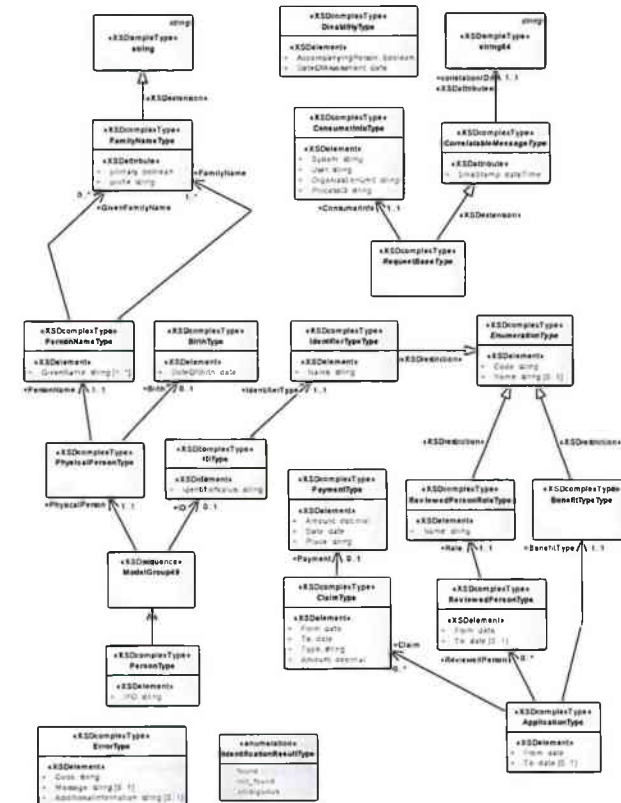 string
«XSDsimpleType»
string
«XSDcomplexType»
DisabilityType
«XSDelement»
AccompanyingPerson: boolean
DateOfAssessment: date
string
«XSDsimpleType»
string64
«XSDextension»
+correlationID 1..1
«XSDattribute»
«XSDcomplexType»
FamilyNameType
«XSDattribute»
primary: boolean
prefix: string
+FamilyName
0..*
1..*
+GivenFamilyName
«XSDcomplexType»
ConsumerInfoType
«XSDelement»
System: string
User: string
OrganisationUnit: string
ProcessID: string
+ConsumerInfo
1..1
«XSDcomplexType»
CorrelatableMessageType
«XSDattribute»
timeStamp: dateTime
«XSDextension»
«XSDcomplexType»
RequestBaseType
«XSDcomplexType»
PersonNameType
«XSDelement»
GivenName: string [1..*]
+PersonName
1..1
«XSDcomplexType»
BirthType
«XSDelement»
DateOfBirth: date
+Birth
0..1
«XSDcomplexType»
IdentifierTypeType
«XSDelement»
Name: string
+IdentifierType
1..1
«XSDrestriction»
«XSDcomplexType»
EnumerationType
«XSDelement»
Code: string
Name: string [0..1]
«XSDrestriction»
«XSDrestriction»
«XSDcomplexType»
PhysicalPersonType
+PhysicalPerson
1..1
«XSDcomplexType»
IDType
«XSDelement»
IdentifierValue: string
+ID
0..1
«XSDcomplexType»
PaymentType
«XSDelement»
Amount: decimal
Date: date
Place: string
+Payment
0..1
«XSDcomplexType»
ReviewedPersonRoleType
«XSDelement»
Name: string
+Role
1..1
«XSDcomplexType»
BenefitTypeType
+BenefitType
1..1
«XSDsequence»
ModelGroup49
«XSDcomplexType»
ClaimType
«XSDelement»
From: date
To: date
Type: string
Amount: decimal
+Claim
0..*
«XSDcomplexType»
ReviewedPersonType
«XSDelement»
From: date
To: date [0..1]
+ReviewedPerson
0..*
«XSDcomplexType»
PersonType
«XSDelement»
«XSDcomplexType»
ApplicationType
«XSDelement»
From: date
To: date [0..1]
«XSDcomplexType»
ErrorType
«XSDelement»
Code: string
Message: string [0..1]
AdditionalInformation: string [0..1]
«enumeration»
IdentificationResultType
found
not_found
ambiguous